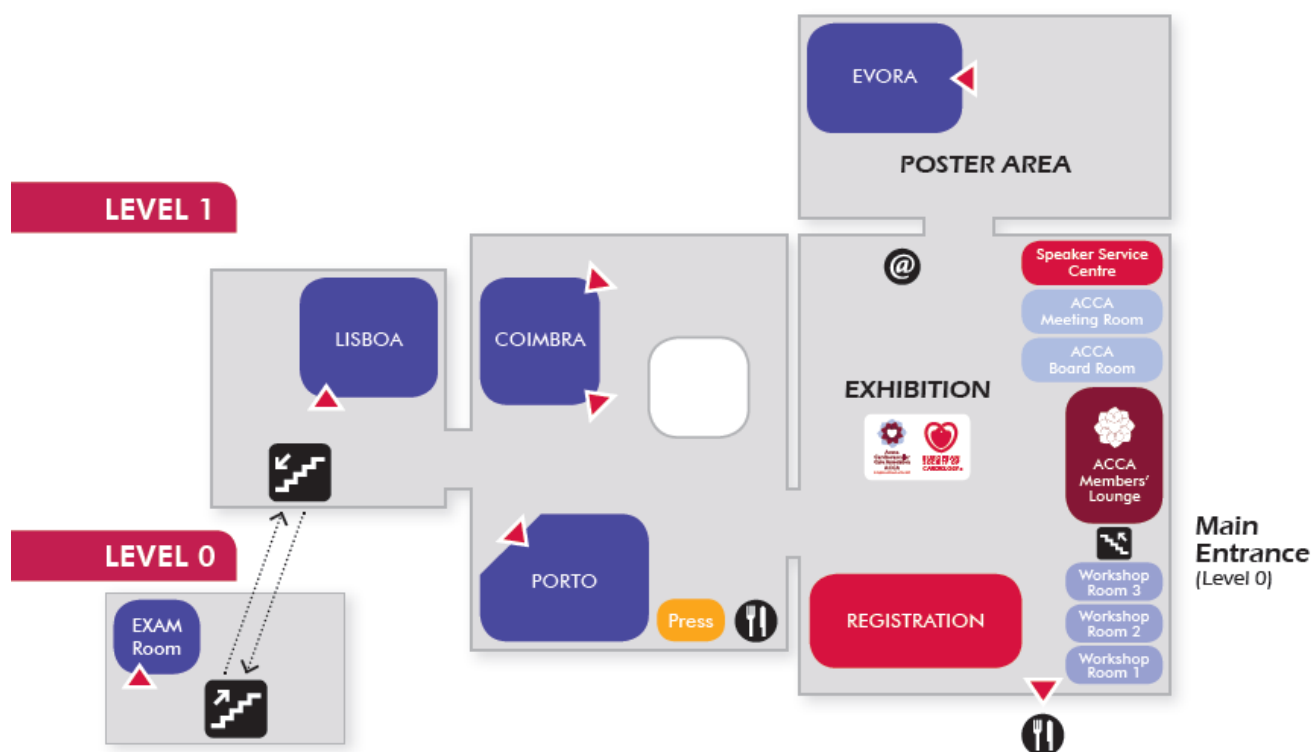 EVORA
POSTER AREA
LEVEL 1
@
Speaker Service
Centre
ACCA
Meeting Room
ACCA
Board Room
LISBOA
COIMBRA
EXHIBITION
ACCA
Members'
Lounge
Main
Entrance
(Level 0)
LEVEL 0
PORTO
Press
REGISTRATION
Workshop
Room 3
Workshop
Room 2
Workshop
Room 1
EXAM
Room